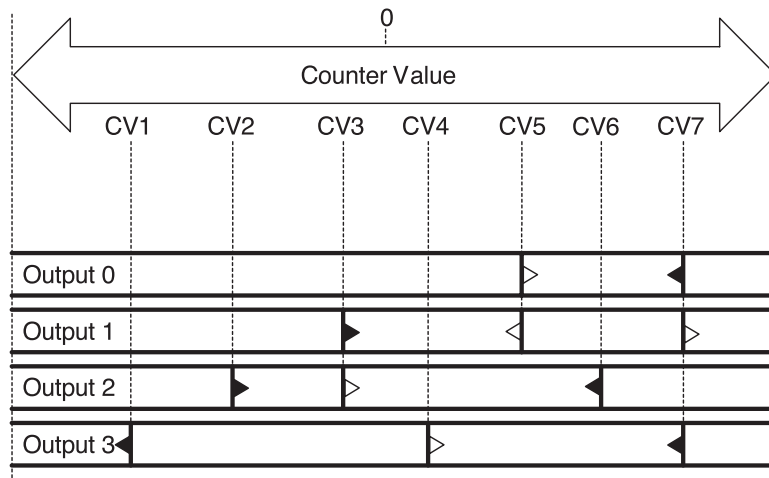 0
Counter Value
CV1 CV2 CV3 CV4 CV5 CV6 CV7
Output 0
Output 1
Output 2
Output 3